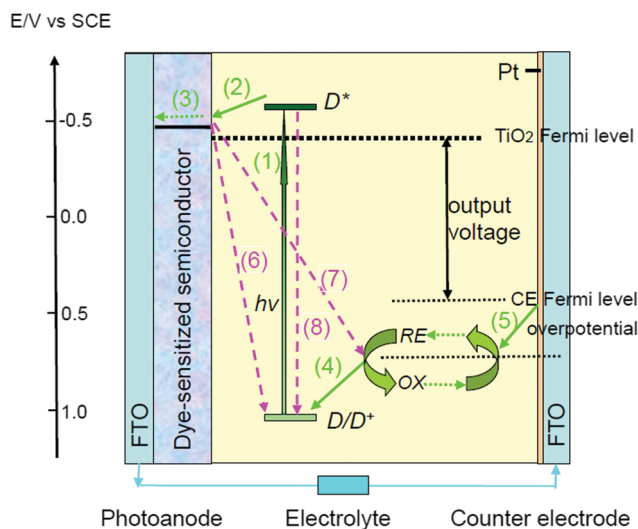 E/V vs SCE
Pt
(3)
(2)
D*
-0.5
TiO2 Fermi level
(1)
output
voltage
0.0
(6)
(7)
hv
(8)
CE Fermi level
0.5
overpotential
(5)
RE
(4)
OX
1.0
D/D+
FTO
Dye-sensitized semiconductor
FTO
Photoanode
Electrolyte
Counter electrode